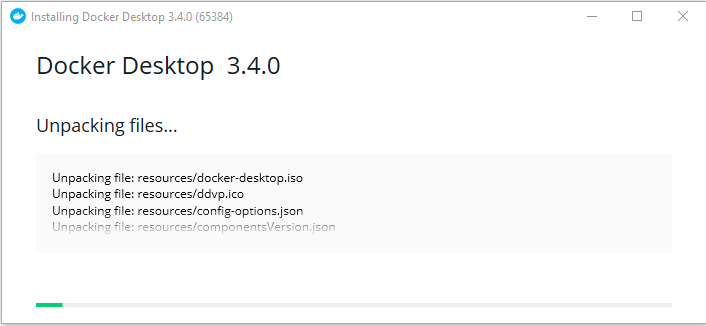 Installing Docker Desktop 3.4.0 (65384)
Docker Desktop 3.4.0
Unpacking files...
Unpacking file: resources/docker-desktop.iso
Unpacking file: resources/ddvp.ico
Unpacking file: resources/config-options.json
Unpacking file: resources/componentsVersion.json